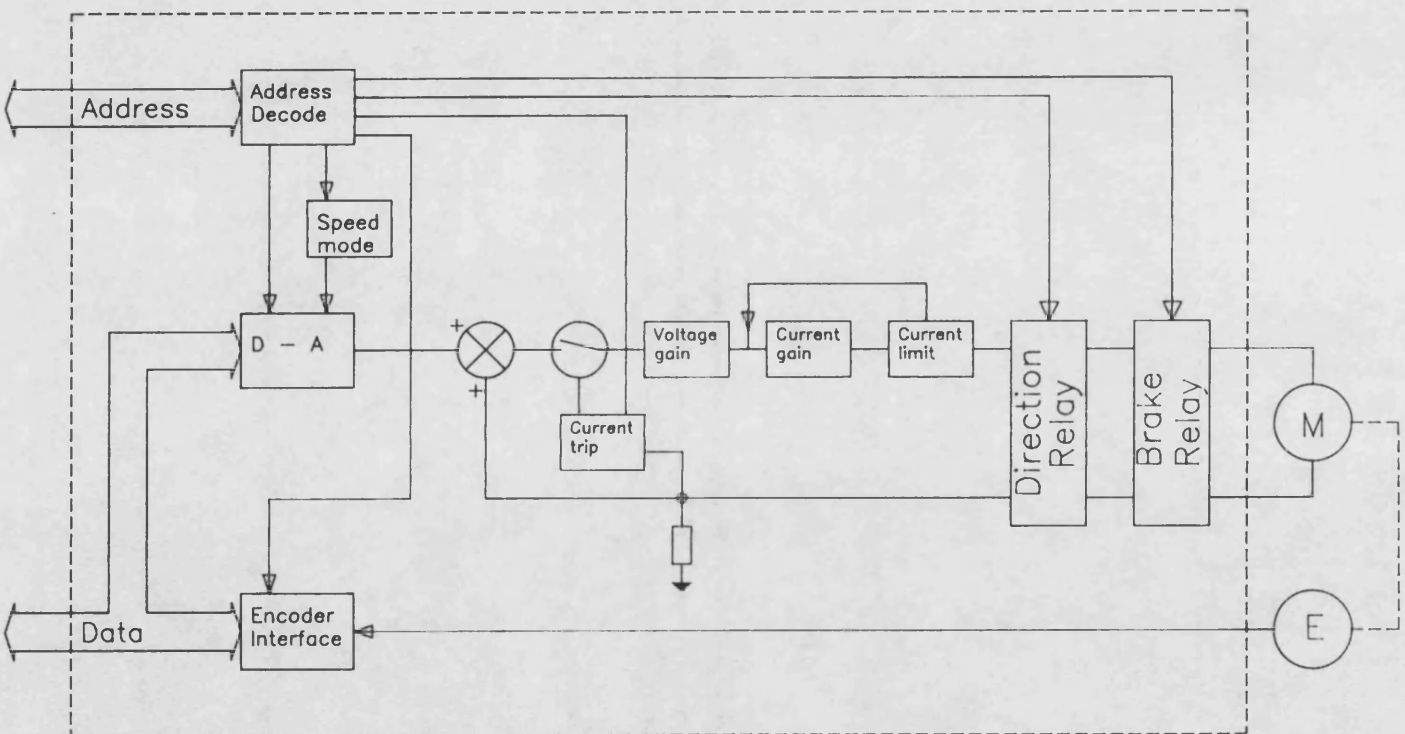 Address
Address
Decode
Speed
mode
+
D - A
+
Voltage
gain
Current
gain
Current
limit
Current
trip
Direction
Relay
Brake
Relay
M
Data
Encoder
Interface
E